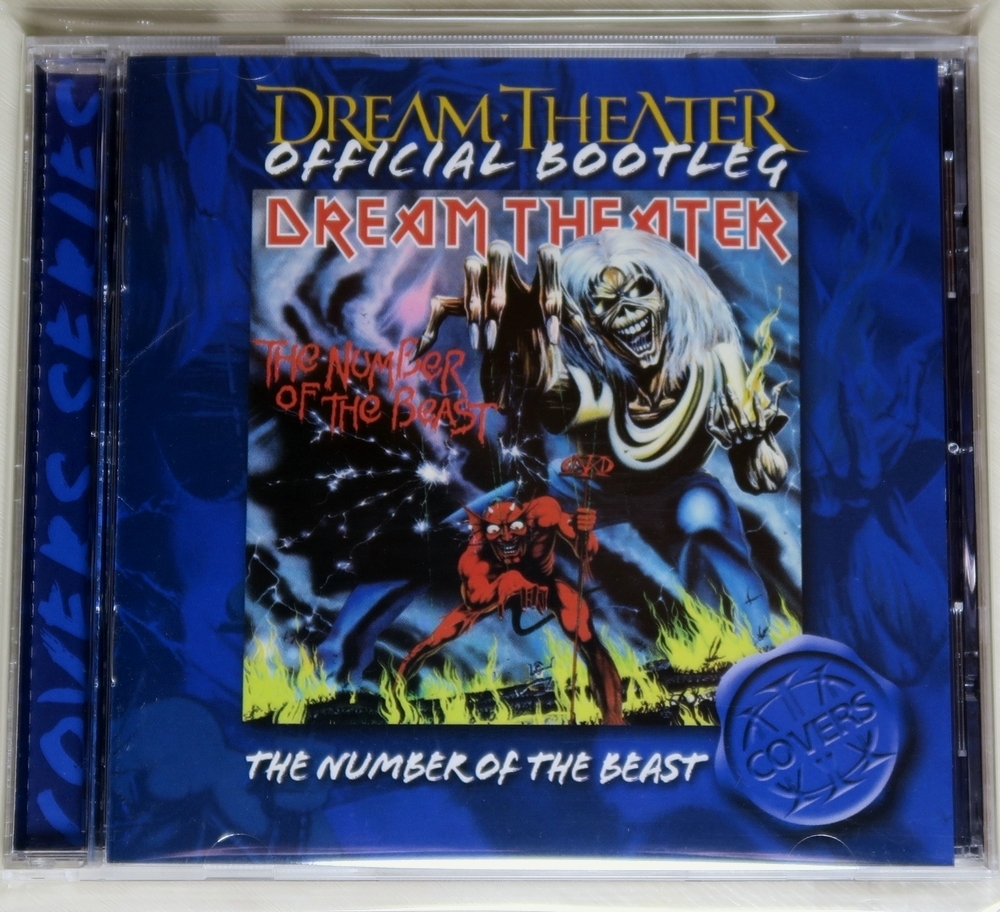 COVERS SERIES
DREAM·THEATER
OFFICIAL BOOTLEG
DREAM THEATER
THE NUMBER
OF THE BEAST
THE NUMBER OF THE BEAST
COVERS